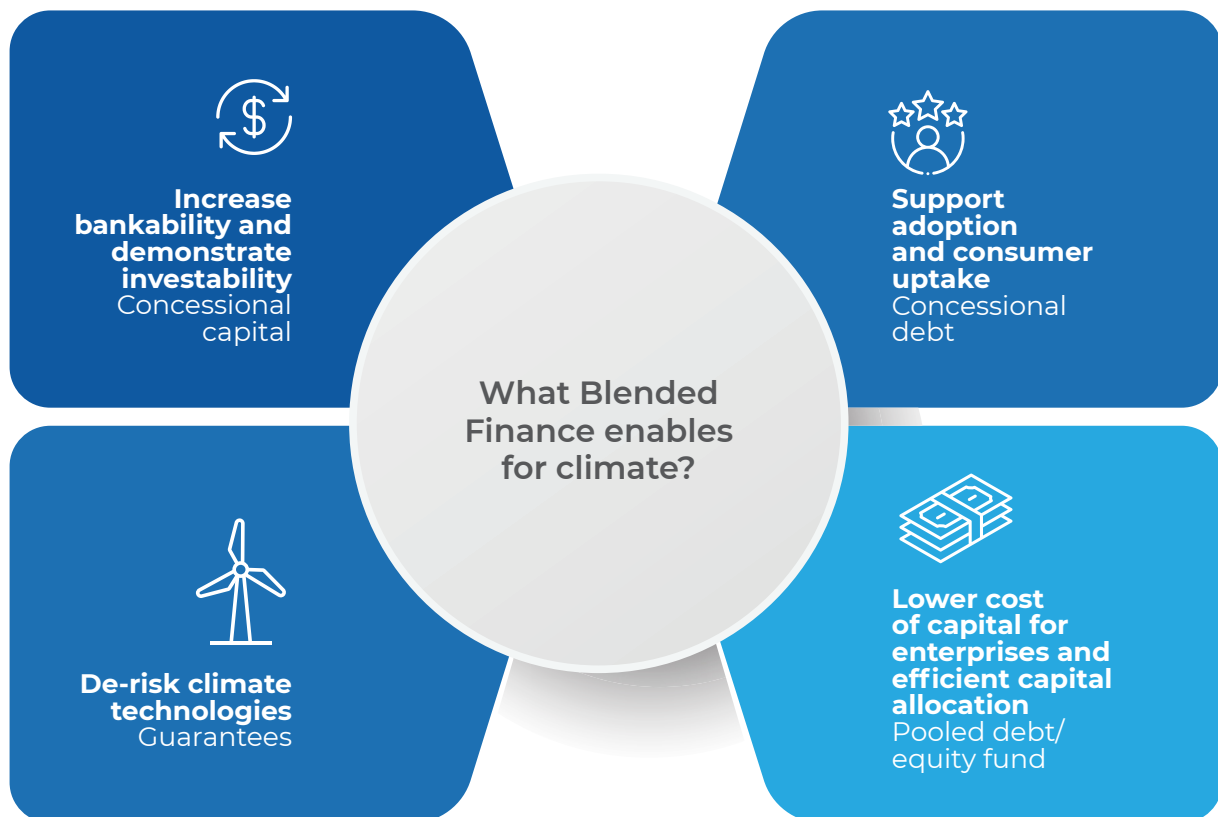 Increase
bankability and
demonstrate
investability
Concessional
capital
Support
adoption
and consumer
uptake
Concessional
debt
What Blended
Finance enables
for climate?
De-risk climate
technologies
Guarantees
Lower cost
of capital for
enterprises and
efficient capital
allocation
Pooled debt/
equity fund